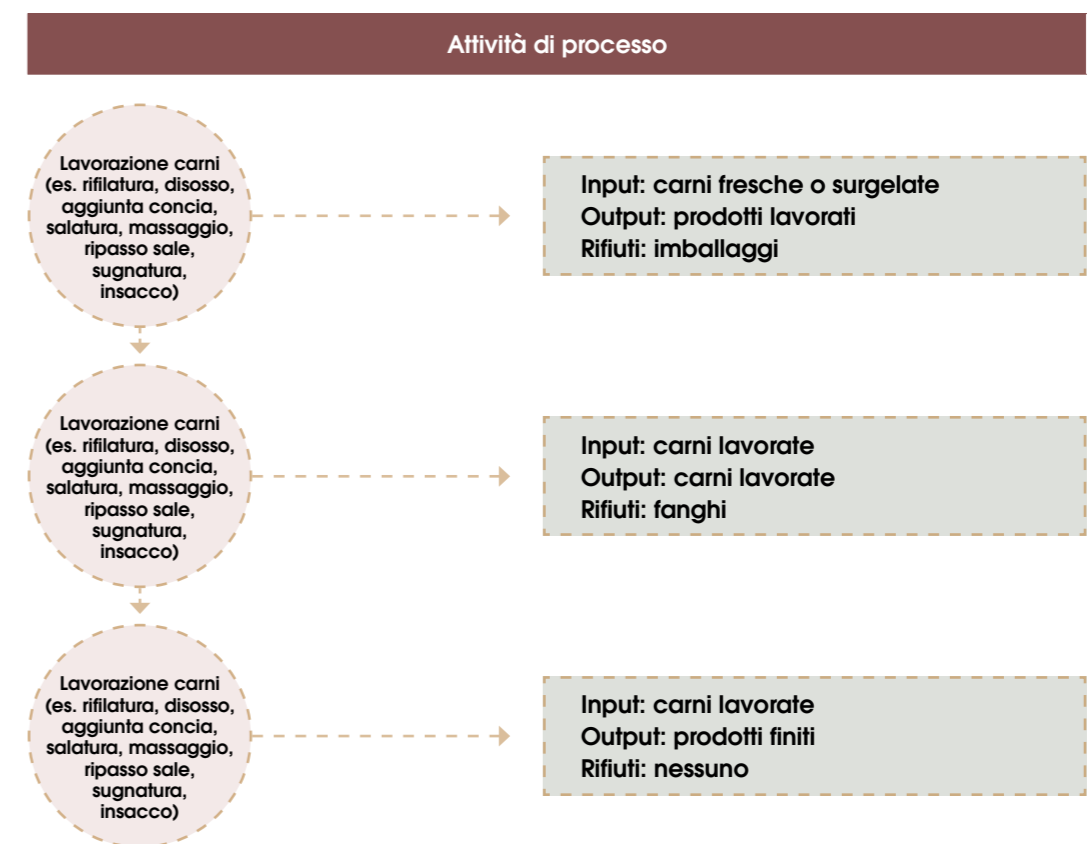 Attività di processo
Lavorazione carni
(es. rifilatura, disosso,
aggiunta concia,
salatura, massaggio,
ripasso sale,
sugnatura,
insacco)
Input: carni fresche o surgelate
Output: prodotti lavorati
Rifiuti: imballaggi
Lavorazione carni
(es. rifilatura, disosso,
aggiunta concia,
salatura, massaggio,
ripasso sale,
sugnatura,
insacco)
Input: carni lavorate
Output: carni lavorate
Rifiuti: fanghi
Lavorazione carni
(es. rifilatura, disosso,
aggiunta concia,
salatura, massaggio,
ripasso sale,
sugnatura,
insacco)
Input: carni lavorate
Output: prodotti finiti
Rifiuti: nessuno